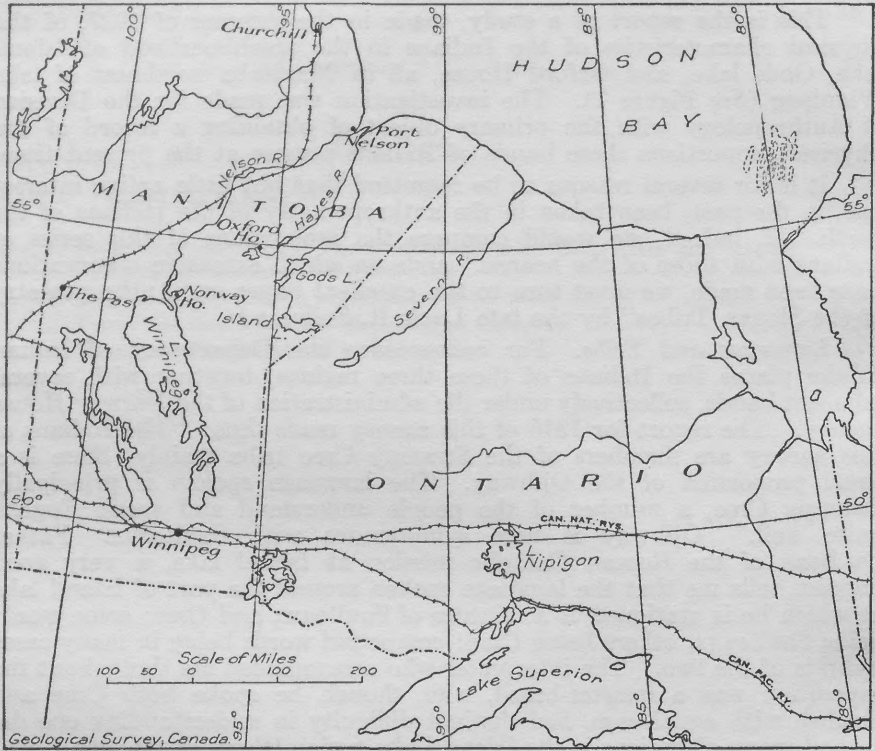 100°
95°
90°
85°
80°
Churchill
HUDSON
BAY
Port
Nelson
Nelson R.
MANITOBA
Hayes R.
55°
55°
Oxford
Ho.
Gods
L.
Severn R.
The Pas
Norway
Ho.
Island
L.
L. Winnipeg
ONTARIO
50°
50°
CAN. NAT. RYS.
Winnipeg
L.
Nipigon
Scale of Miles
100 50 0 100 200
Lake Superior
CAN. PAC. RY.
95°
90°
85°
80°
Geological Survey, Canada.